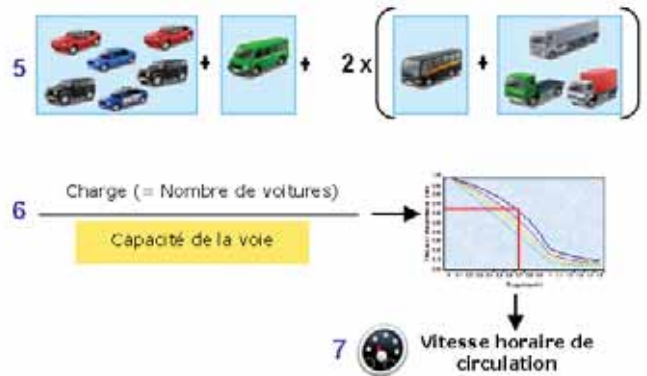 5 + + 2 x ( + )
6
Charge (= Nombre de voitures)
Capacité de la voie
7
Vitesse horaire de
circulation